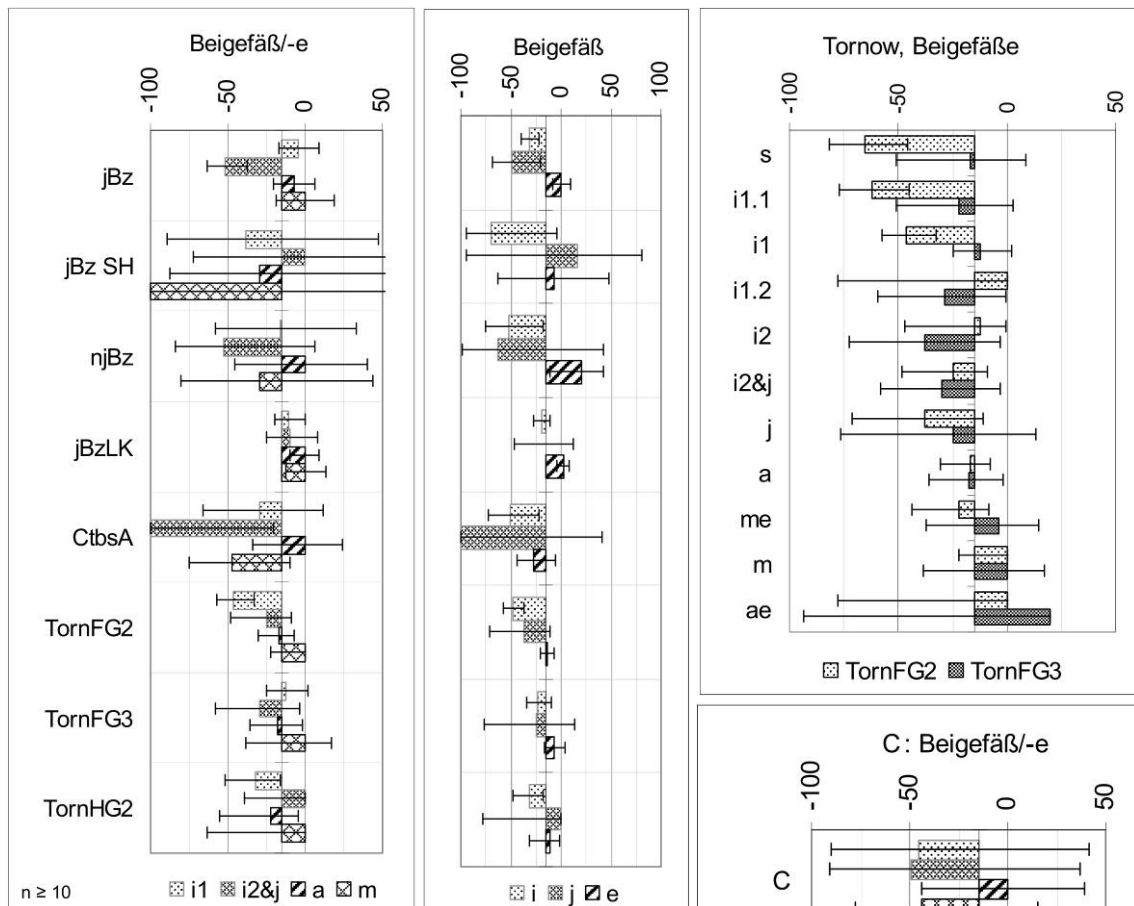 Beigefäß/-e
-100
-50
0
50
jBz
jBz SH
njBz
jBzLK
CtbsA
TornFG2
TornFG3
TornHG2
n ≥ 10
i1 i2&j a m
Beigefäß
-100
-50
0
50
100
i j e
Tornow, Beigefäße
-100
-50
0
50
s
i1.1
i1
i1.2
i2
i2&j
j
a
me
m
ae
TornFG2 TornFG3
C: Beigefäß/-e
-100
-50
0
50
C